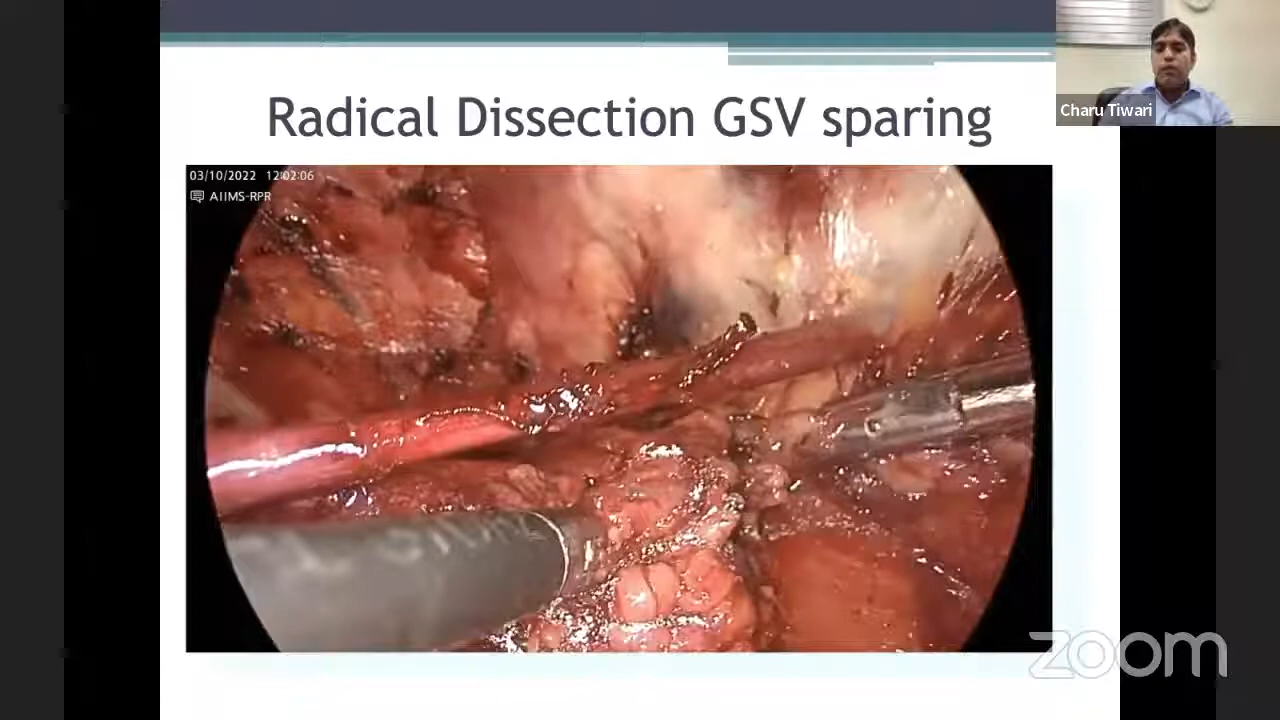 Radical Dissection GSV sparing
Charu Tiwari
03/10/2022 12:02:06
AIIMS-RPR
zoom